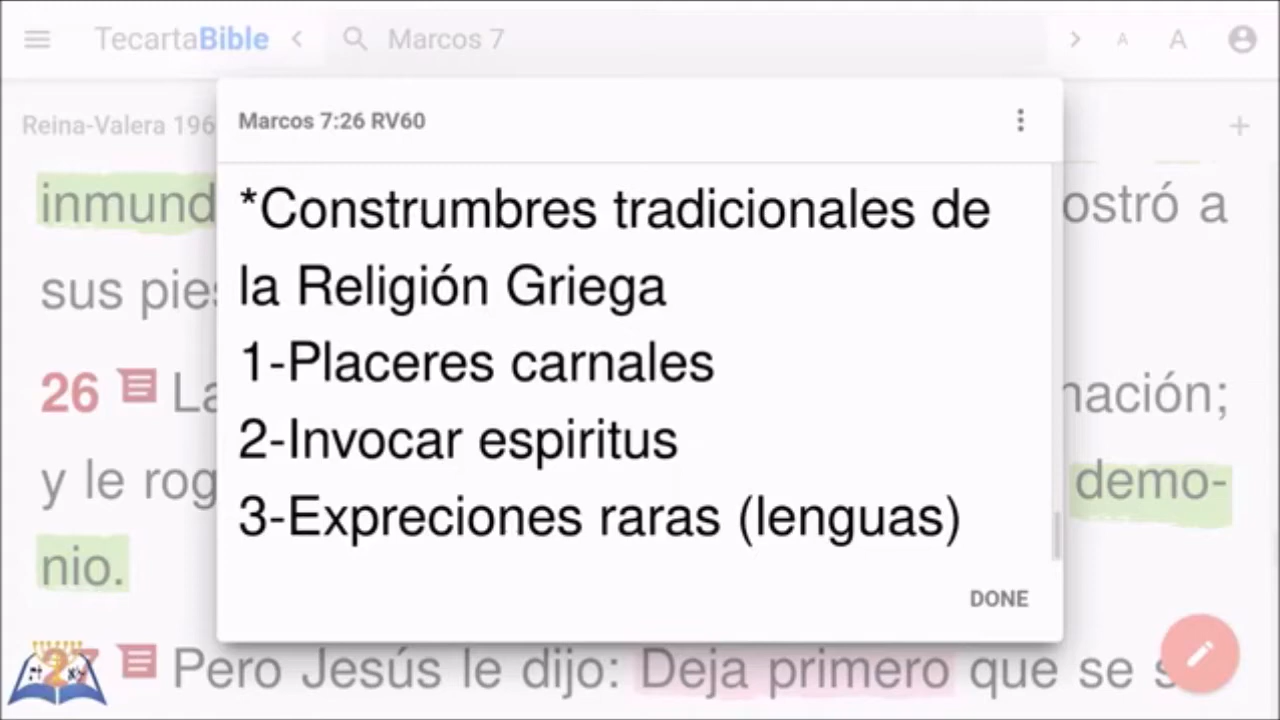 TecartaBible
Marcos 7
A A
Reina-Valera 196
Marcos 7:26 RV60
*Construmbres tradicionales de
la Religión Griega
1-Placeres carnales
2-Invocar espiritus
3-Expreciones raras (lenguas)
DONE
inmund ostró a
sus pies
26 La nación;
y le rog demo-
nio.
27 Pero Jesús le dijo: Deja primero que se s